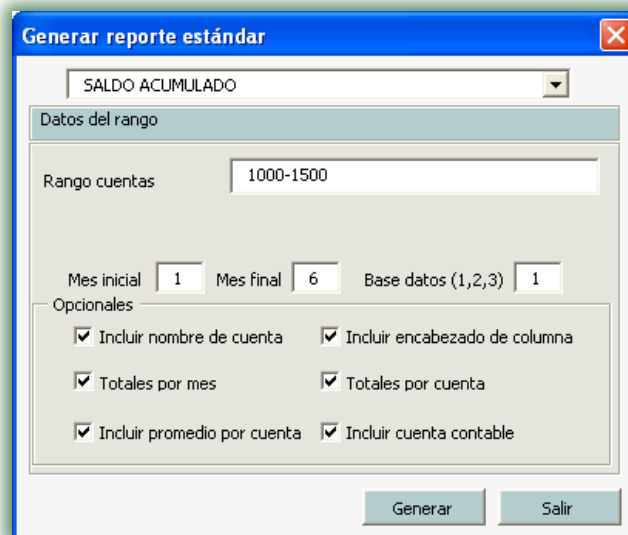 Generar reporte estándar
SALDO ACUMULADO
Datos del rango
Rango cuentas 1000-1500
Mes inicial 1 Mes final 6 Base datos (1,2,3) 1
Opcionales
Incluir nombre de cuenta Incluir encabezado de columna
Totales por mes Totales por cuenta
Incluir promedio por cuenta Incluir cuenta contable
Generar Salir